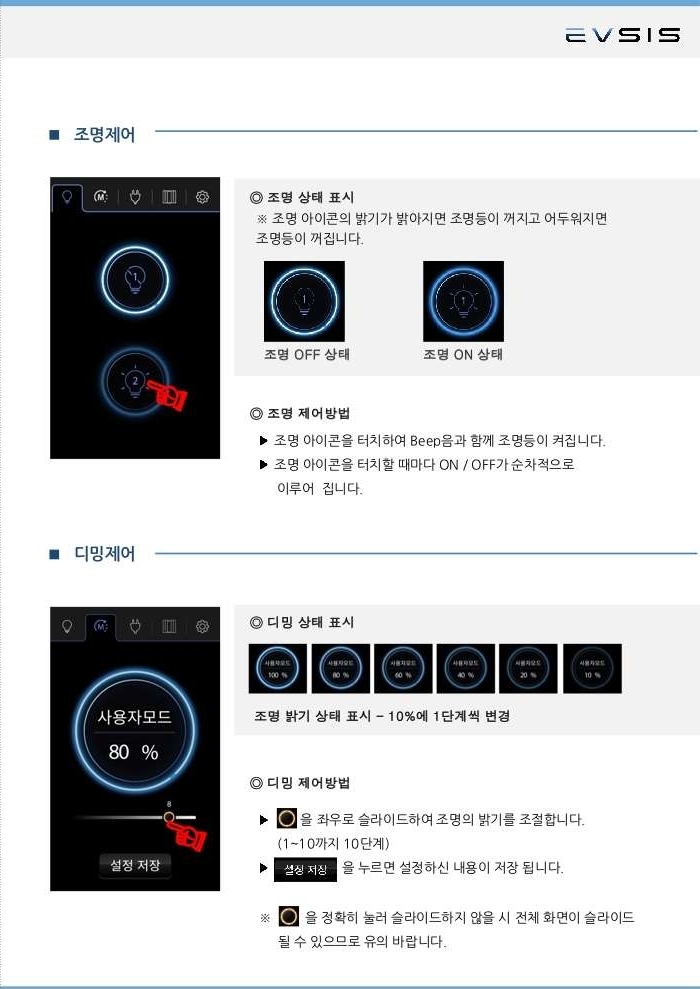 EVSIS
■ 조명제어
1
2
◎ 조명 상태 표시
※ 조명 아이콘의 밝기가 밝아지면 조명등이 꺼지고 어두워지면
조명등이 꺼집니다.
1
1
조명 OFF 상태
조명 ON 상태
◎ 조명 제어방법
▶ 조명 아이콘을 터치하여 Beep음과 함께 조명등이 켜집니다.
▶ 조명 아이콘을 터치할 때마다 ON / OFF가 순차적으로
이루어 집니다.
■ 디밍제어
M
사용자모드
80 %
8
설정 저장
◎ 디밍 상태 표시
사용자모드 사용자모드 사용자모드 사용자모드 사용자모드 사용자모드
100 % 80 % 60 % 40 % 20 % 10 %
조명 밝기 상태 표시 – 10%에 1단계씩 변경
◎ 디밍 제어방법
▶ 을 좌우로 슬라이드하여 조명의 밝기를 조절합니다.
(1~10까지 10단계)
▶ 설정 저장 을 누르면 설정하신 내용이 저장 됩니다.
※ 을 정확히 눌러 슬라이드하지 않을 시 전체 화면이 슬라이드
될 수 있으므로 유의 바랍니다.